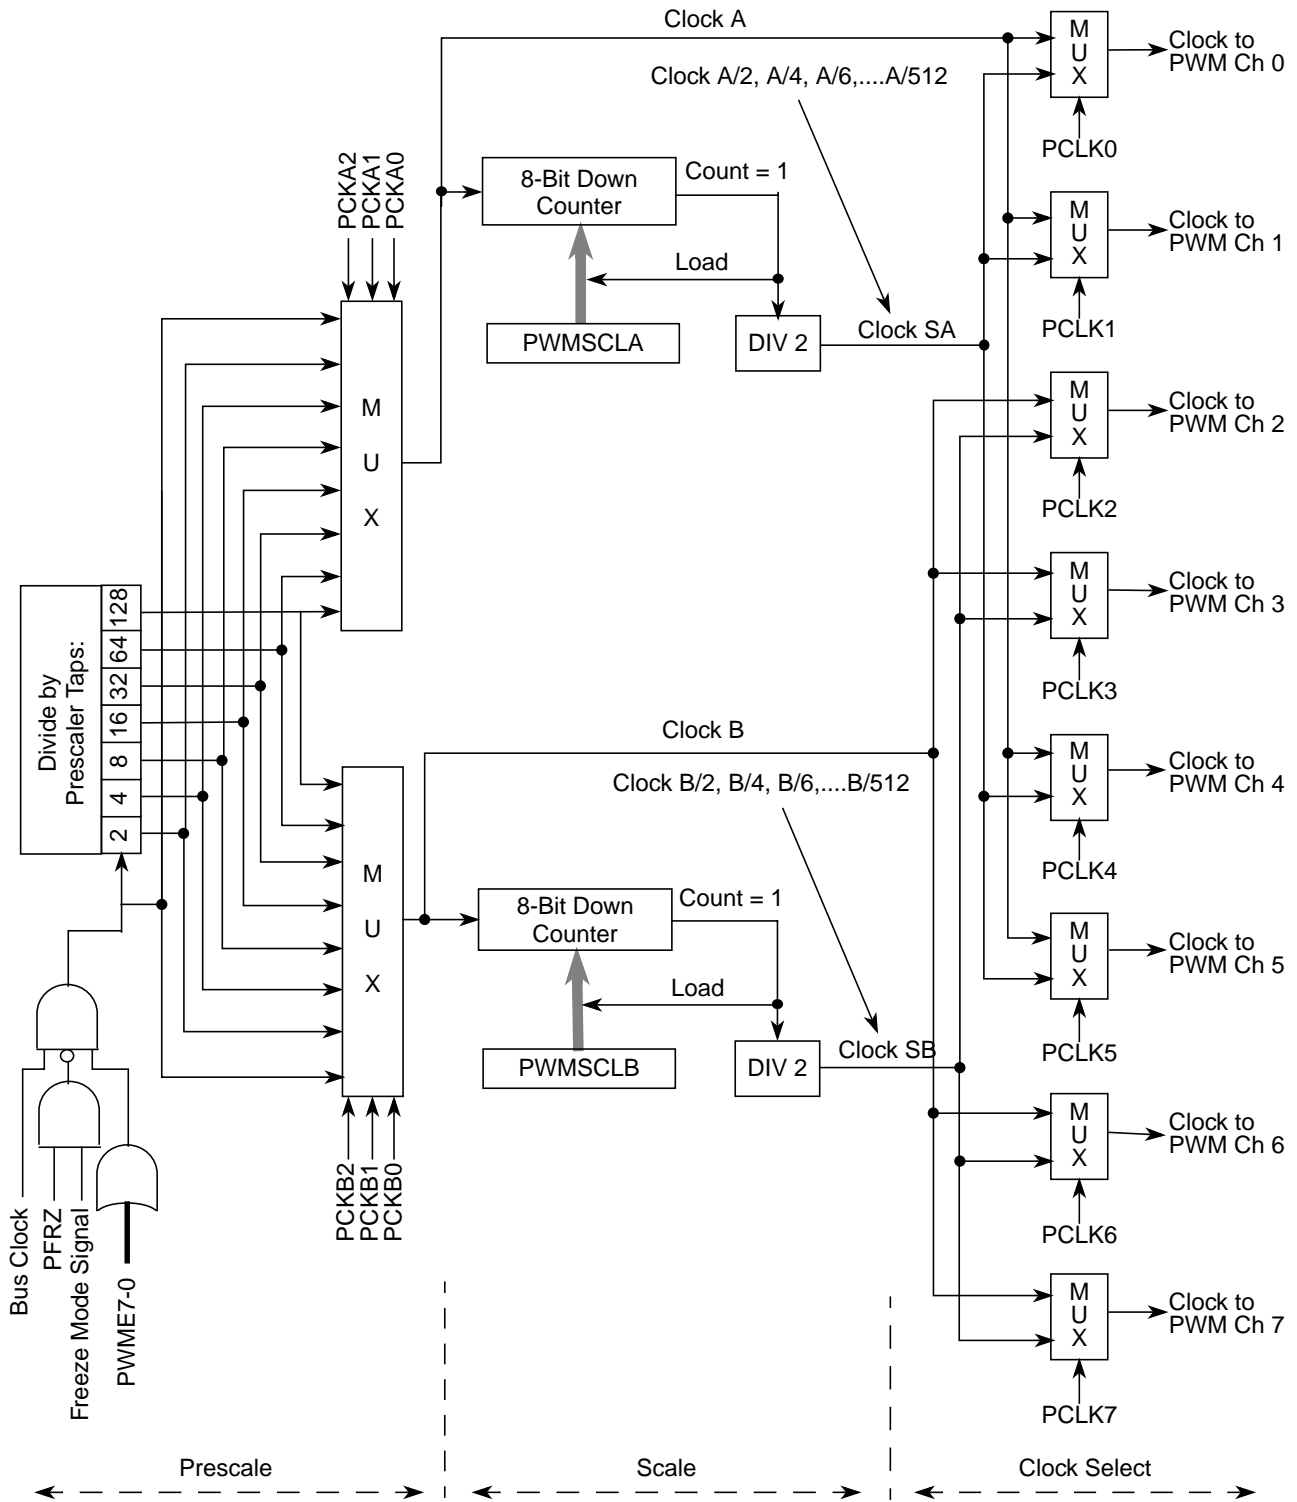 Clock A
Clock A/2, A/4, A/6,....A/512
M
U
X
Clock to
PWM Ch 0
PCLK0
PCKA2
PCKA1
PCKA0
8-Bit Down
Counter
Count = 1
Load
PWMSCLA
DIV 2
Clock SA
M
U
X
Clock to
PWM Ch 1
PCLK1
M
U
X
M
U
X
Clock to
PWM Ch 2
PCLK2
M
U
X
Clock to
PWM Ch 3
PCLK3
Divide by
Prescaler Taps:
128
64
32
16
8
4
2
Clock B
Clock B/2, B/4, B/6,....B/512
M
U
X
Clock to
PWM Ch 4
PCLK4
M
U
X
8-Bit Down
Counter
Count = 1
Load
PWMSCLB
DIV 2
Clock SB
M
U
X
Clock to
PWM Ch 5
PCLK5
PCKB2
PCKB1
PCKB0
M
U
X
Clock to
PWM Ch 6
PCLK6
Bus Clock
PFRZ
Freeze Mode Signal
PWME7-0
M
U
X
Clock to
PWM Ch 7
PCLK7
Prescale
Scale
Clock Select